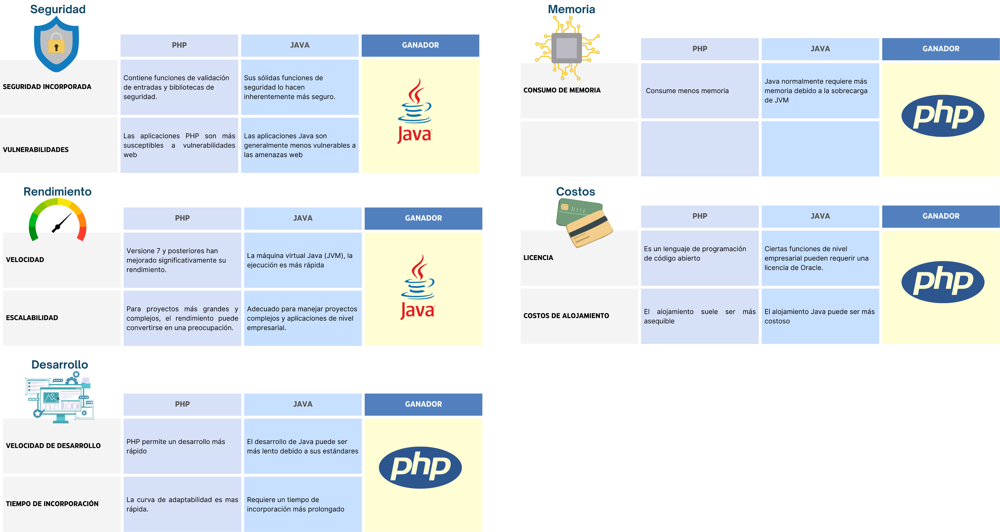 Seguridad
PHP
JAVA
GANADOR
SEGURIDAD INCORPORADA
Contiene funciones de validación
de entradas y bibliotecas de
seguridad.
Sus sólidas funciones de
seguridad lo hacen
inherentemente más seguro.
Java™
VULNERABILIDADES
Las aplicaciones PHP son más
susceptibles a vulnerabilidades
web
Las aplicaciones Java son
generalmente menos vulnerables a
las amenazas web
Memoria
PHP
JAVA
GANADOR
CONSUMO DE MEMORIA
Consume menos memoria
Java normalmente requiere más
memoria debido a la sobrecarga
de JVM
php
Rendimiento
PHP
JAVA
GANADOR
VELOCIDAD
Versione 7 y posteriores han
mejorado significativamente su
rendimiento.
La máquina virtual Java (JVM), la
ejecución es más rápida
Java™
ESCALABILIDAD
Para proyectos más grandes y
complejos, el rendimiento puede
convertirse en una preocupación.
Adecuado para manejar proyectos
complejos y aplicaciones de nivel
empresarial.
Costos
PHP
JAVA
GANADOR
LICENCIA
Es un lenguaje de programación
de código abierto
Ciertas funciones de nivel
empresarial pueden requerir una
licencia de Oracle.
php
COSTOS DE ALOJAMIENTO
El alojamiento suele ser más
asequible
El alojamiento Java puede ser más
costoso
Desarrollo
WWW
100
PHP
JAVA
GANADOR
VELOCIDAD DE DESARROLLO
PHP permite un desarrollo más
rápido
El desarrollo de Java puede ser
más lento debido a sus estándares
php
TIEMPO DE INCORPORACIÓN
La curva de adaptabilidad es mas
rápida.
Requiere un tiempo de
incorporación más prolongado